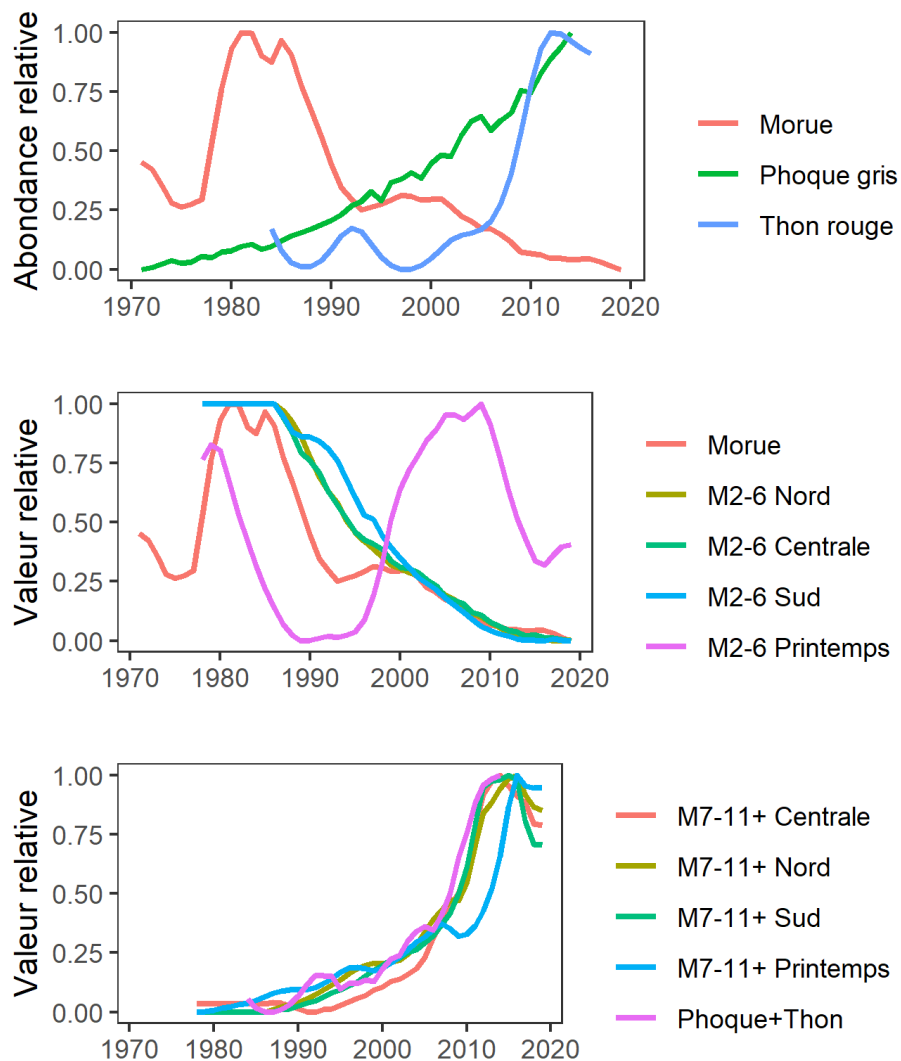 Abondance relative
1.00
0.75
0.50
0.25
0.00
1970 1980 1990 2000 2010 2020
Morue
Phoque gris
Thon rouge
Valeur relative
1.00
0.75
0.50
0.25
0.00
1970 1980 1990 2000 2010 2020
Morue
M2-6 Nord
M2-6 Centrale
M2-6 Sud
M2-6 Printemps
Valeur relative
1.00
0.75
0.50
0.25
0.00
1970 1980 1990 2000 2010 2020
M7-11+ Centrale
M7-11+ Nord
M7-11+ Sud
M7-11+ Printemps
Phoque+Thon